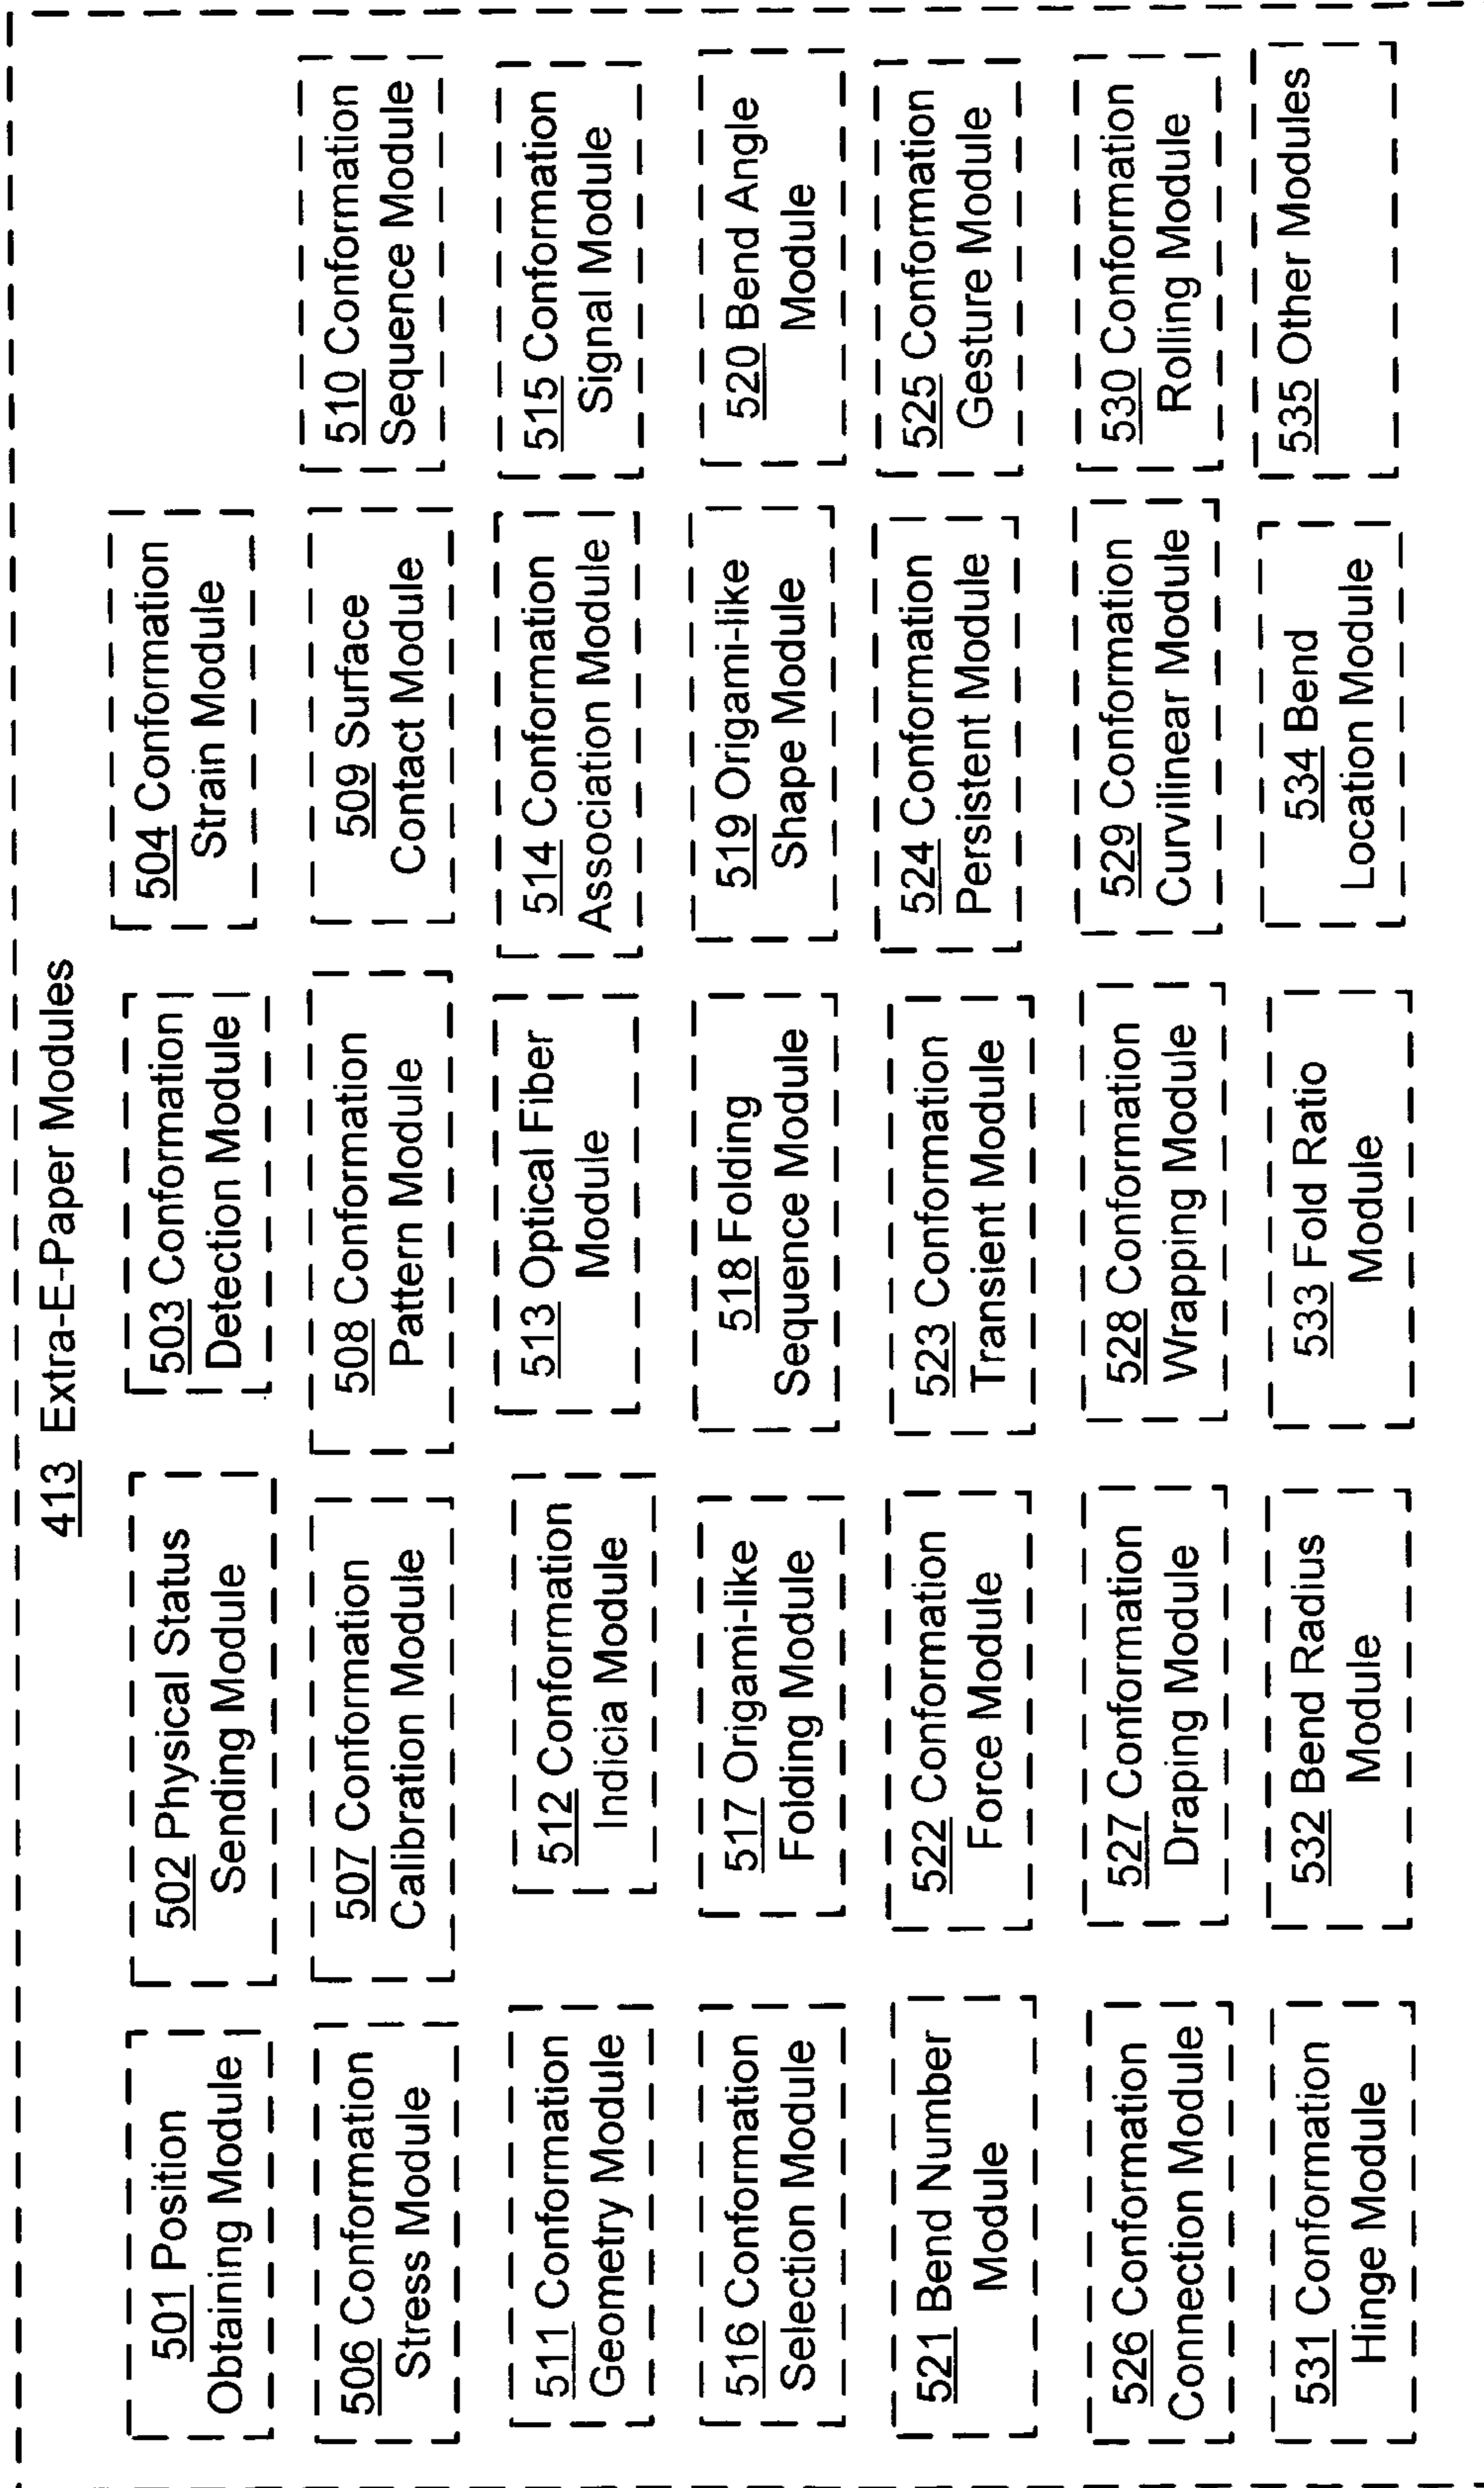 413 Extra-E-Paper Modules
501 Position
Obtaining Module
502 Physical Status
Sending Module
503 Conformation
Detection Module
504 Conformation
Strain Module
506 Conformation
Stress Module
507 Conformation
Calibration Module
508 Conformation
Pattern Module
509 Surface
Contact Module
510 Conformation
Sequence Module
511 Conformation
Geometry Module
512 Conformation
Indicia Module
513 Optical Fiber
Module
514 Conformation
Association Module
515 Conformation
Signal Module
516 Conformation
Selection Module
517 Origami-like
Folding Module
518 Folding
Sequence Module
519 Origami-like
Shape Module
520 Bend Angle
Module
521 Bend Number
Module
522 Conformation
Force Module
523 Conformation
Transient Module
524 Conformation
Persistent Module
525 Conformation
Gesture Module
526 Conformation
Connection Module
527 Conformation
Draping Module
528 Conformation
Wrapping Module
529 Conformation
Curvilinear Module
530 Conformation
Rolling Module
531 Conformation
Hinge Module
532 Bend Radius
Module
533 Fold Ratio
Module
534 Bend
Location Module
535 Other Modules